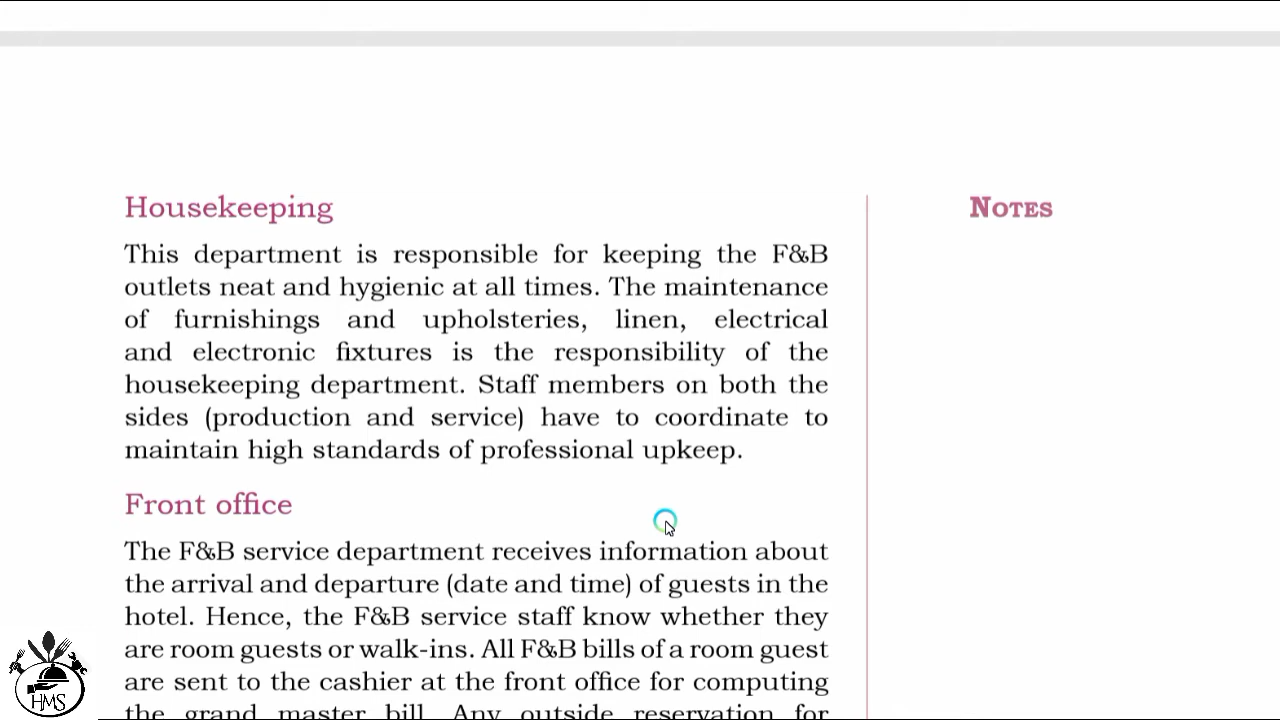 Housekeeping
NOTES
This department is responsible for keeping the F&B
outlets neat and hygienic at all times. The maintenance
of furnishings and upholsteries, linen, electrical
and electronic fixtures is the responsibility of the
housekeeping department. Staff members on both the
sides (production and service) have to coordinate to
maintain high standards of professional upkeep.
Front office
The F&B service department receives information about
the arrival and departure (date and time) of guests in the
hotel. Hence, the F&B service staff know whether they
are room guests or walk-ins. All F&B bills of a room guest
are sent to the cashier at the front office for computing
the grand master bill. Any outside reservation for
HMS